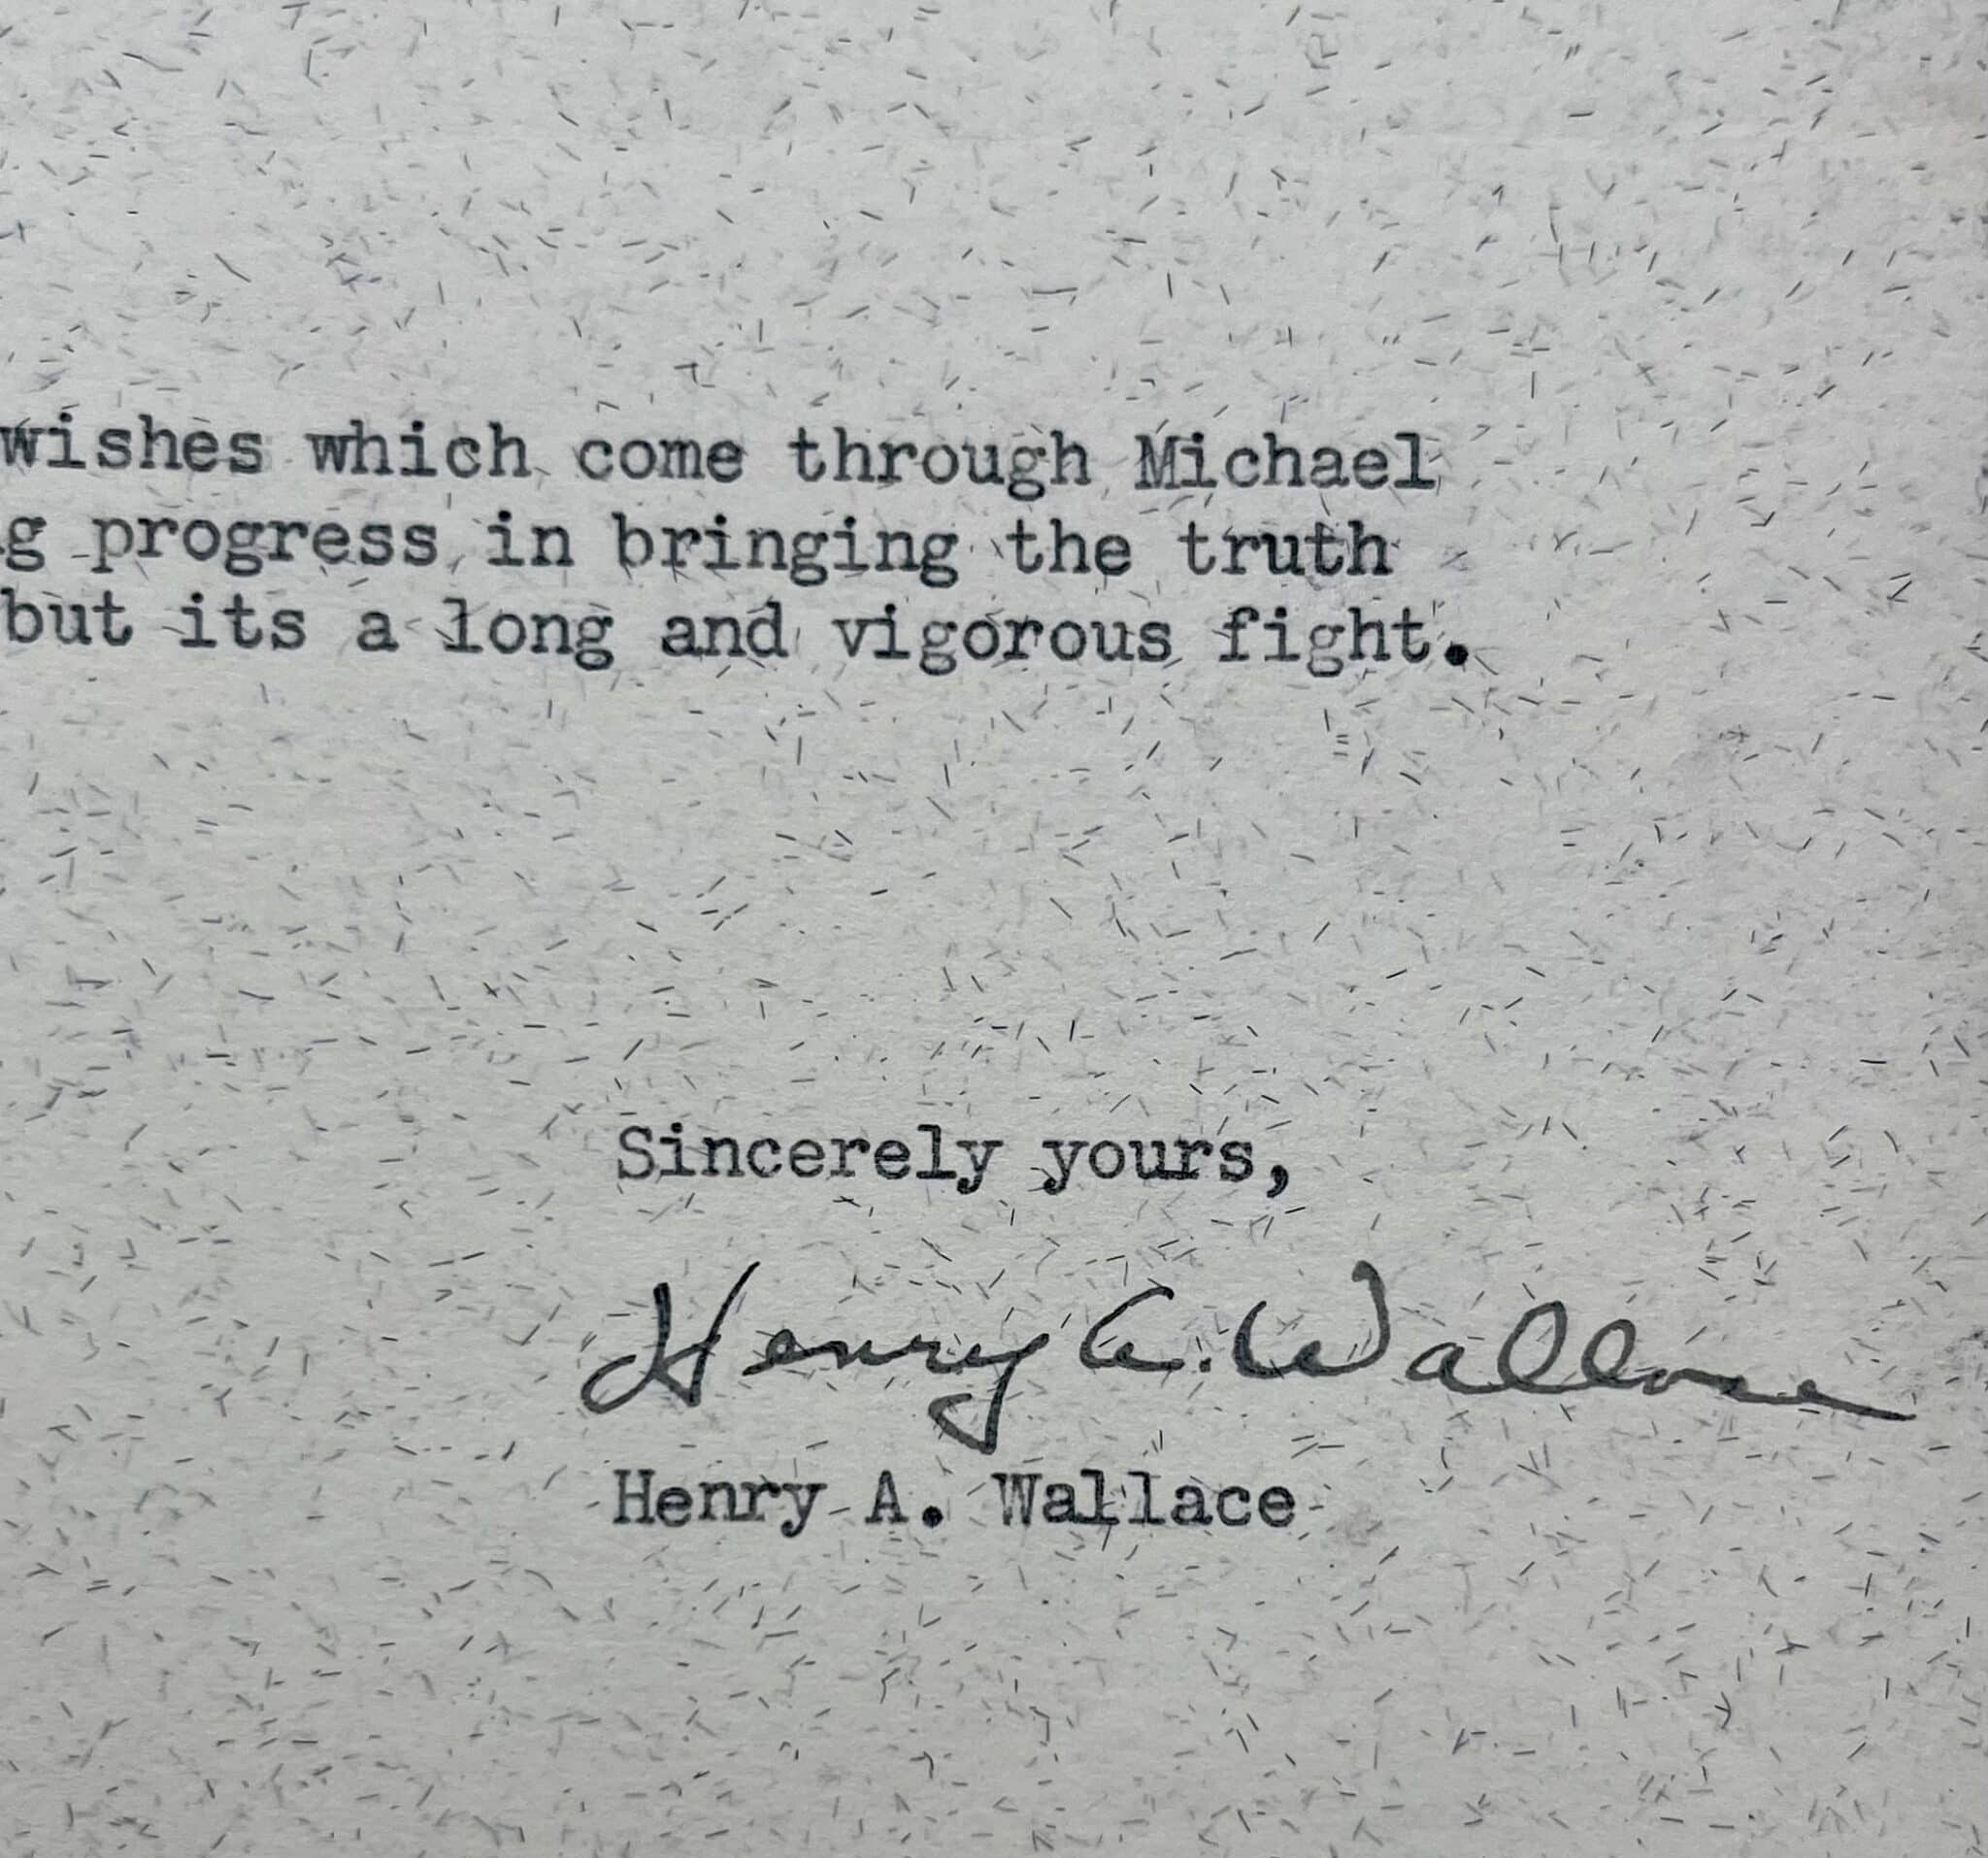 wishes which come through Michael
g progress in bringing the truth
but its a long and vigorous fight.
Sincerely yours,
Henry A. Wallace
Henry A. Wallace